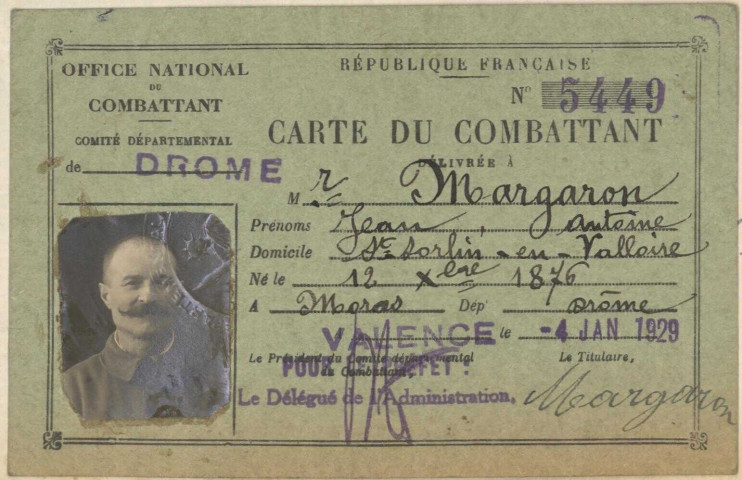 OFFICE NATIONAL
DU
COMBATTANT
COMITÉ DÉPARTEMENTAL
de DROME
RÉPUBLIQUE FRANÇAISE
N° 5449
CARTE DU COMBATTANT
DÉLIVRÉE À
M r Margaron
Prénoms Jean, Antoine
Domicile St Sorlin-en-Valloire
Né le 12 Xbre 1876
A Moras Dép' Drôme
VALENCE le -4 JAN 1929
Le Président du Comité départemental
du Combattant,
Le Titulaire,
POUR LE PRÉFET :
Le Délégué de l'Administration,
Margaron